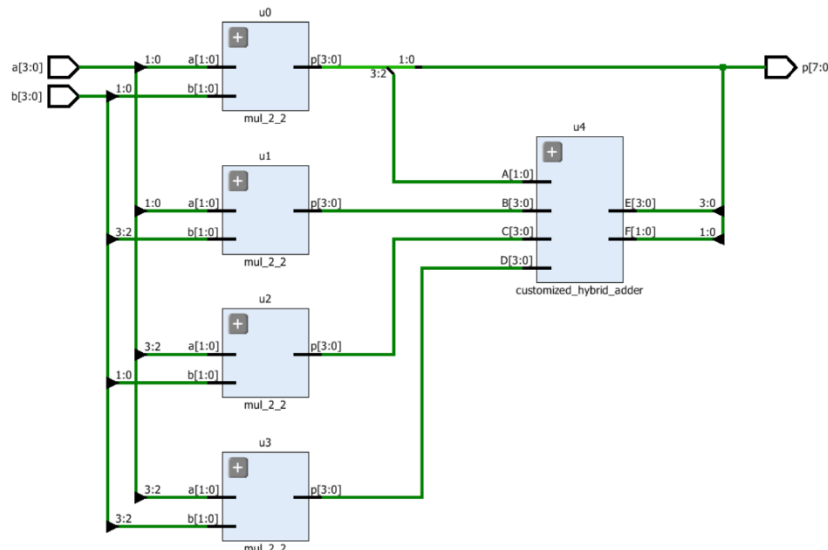 u0
a[3:0]
1:0
a[1:0]
p[3:0]
1:0
p[7:0
3:2
b[3:0]
1:0
b[1:0]
mul_2_2
u4
u1
A[1:0]
1:0
a[1:0]
p[3:0]
B[3:0]
E[3:0]
3:0
3:2
b[1:0]
C[3:0]
F[1:0]
1:0
mul_2_2
D[3:0]
customized_hybrid_adder
u2
3:2
a[1:0]
p[3:0]
1:0
b[1:0]
mul_2_2
u3
3:2
a[1:0]
p[3:0]
3:2
b[1:0]
mul_2_2